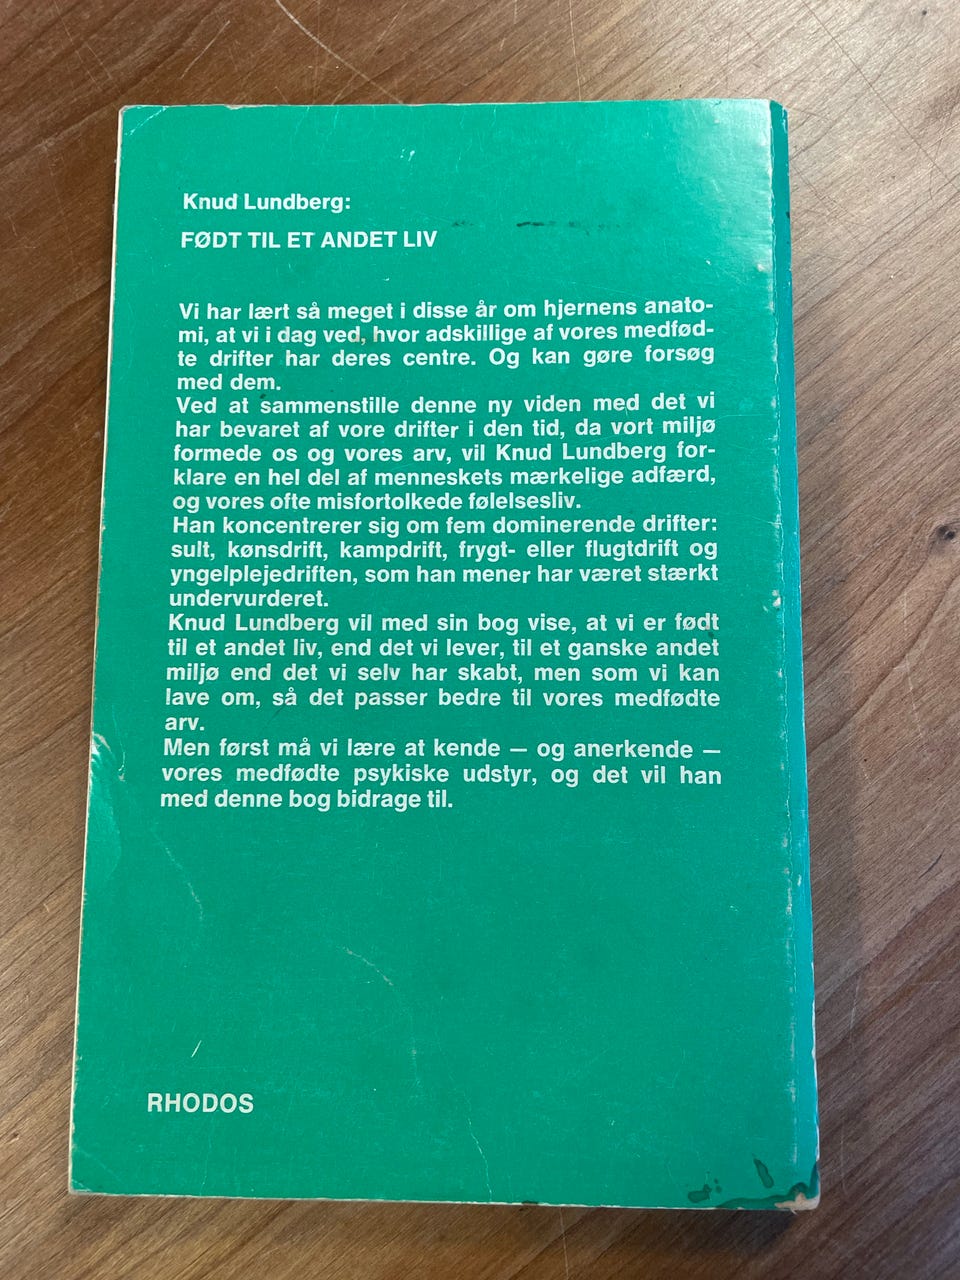 Knud Lundberg:
FØDT TIL ET ANDET LIV
Vi har lært så meget i disse år om hjernens anato-
mi, at vi i dag ved, hvor adskillige af vores medfød-
te drifter har deres centre. Og kan gøre forsøg
med dem.
Ved at sammenstille denne ny viden med det vi
har bevaret af vore drifter i den tid, da vort miljø
formede os og vores arv, vil Knud Lundberg for-
klare en hel del af menneskets mærkelige adfærd,
og vores ofte misfortolkede følelsesliv.
Han koncentrerer sig om fem dominerende drifter:
sult, kønsdrift, kampdrift, frygt- eller flugtdrift og
yngelplejedriften, som han mener har været stærkt
undervurderet.
Knud Lundberg vil med sin bog vise, at vi er født
til et andet liv, end det vi lever, til et ganske andet
miljø end det vi selv har skabt, men som vi kan
lave om, så det passer bedre til vores medfødte
arv.
Men først må vi lære at kende — og anerkende —
vores medfødte psykiske udstyr, og det vil han
med denne bog bidrage til.
RHODOS